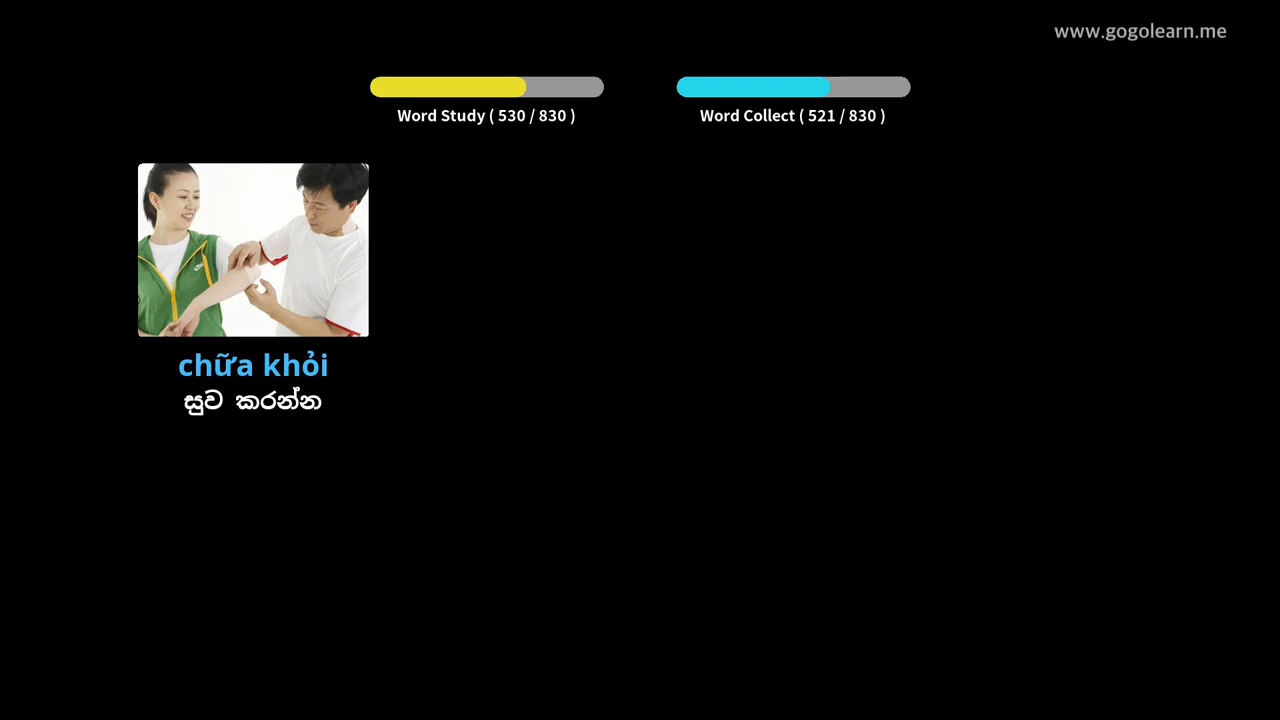 www.gogolearn.me
Word Study ( 530 / 830 )
Word Collect ( 521 / 830 )
chữa khỏi
සුව කරන්න